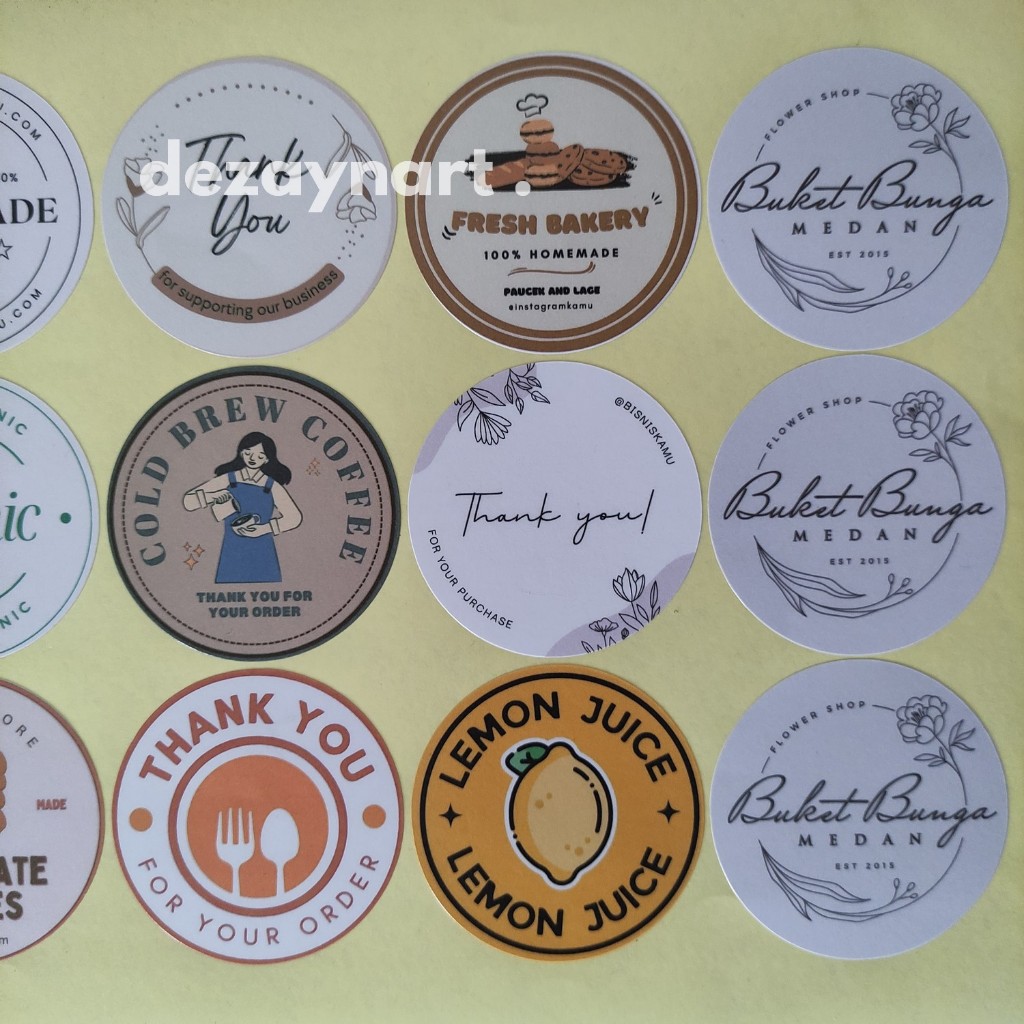 U.COM
0%
ADE
U.COM
Thank
You
for supporting our business
dezaynart .
FRESH BAKERY
100% HOMEMADE
PAUCEK AND LAGE
@instagramkamu
FLOWER SHOP
Buket Bunga
MEDAN
EST 2015
NIC
nic
NIC
COLD BREW COFFEE
THANK YOU FOR
YOUR ORDER
@BISNISKAMU
Thank you!
FOR YOUR PURCHASE
FLOWER SHOP
Buket Bunga
MEDAN
EST 2015
ORE
MADE
ATE
ES
m
THANK YOU
FOR YOUR ORDER
LEMON JUICE
LEMON JUICE
FLOWER SHOP
Buket Bunga
MEDAN
EST 2015